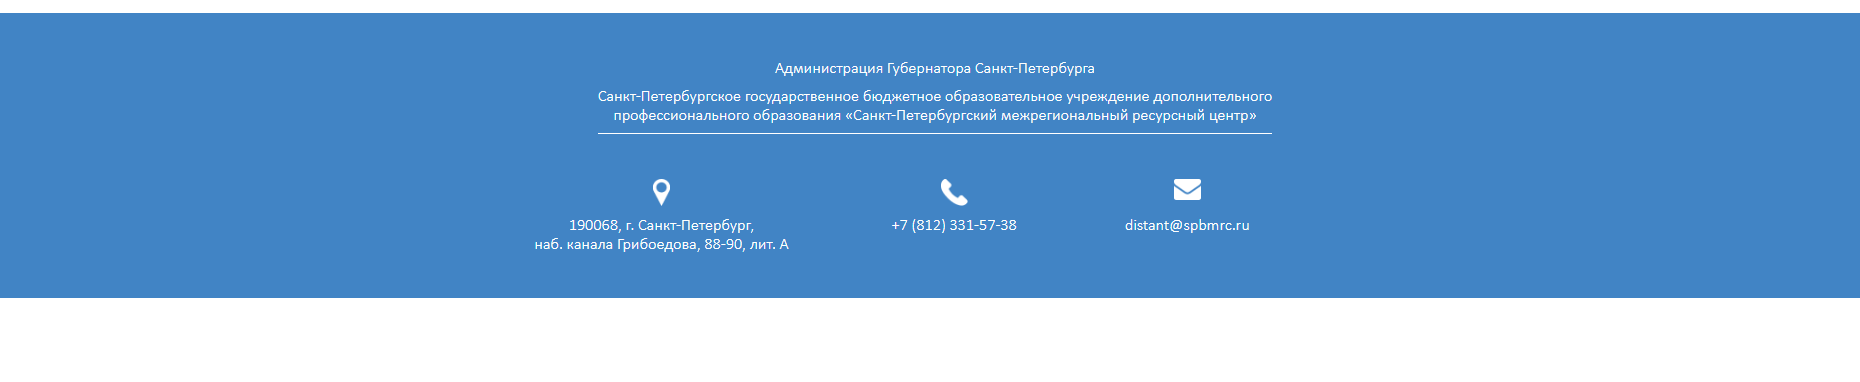 Администрация Губернатора Санкт-Петербурга
Санкт-Петербургское государственное бюджетное образовательное учреждение дополнительного
профессионального образования «Санкт-Петербургский межрегиональный ресурсный центр»
190068, г. Санкт-Петербург,
наб. канала Грибоедова, 88-90, лит. А
+7 (812) 331-57-38
distant@spbmrc.ru